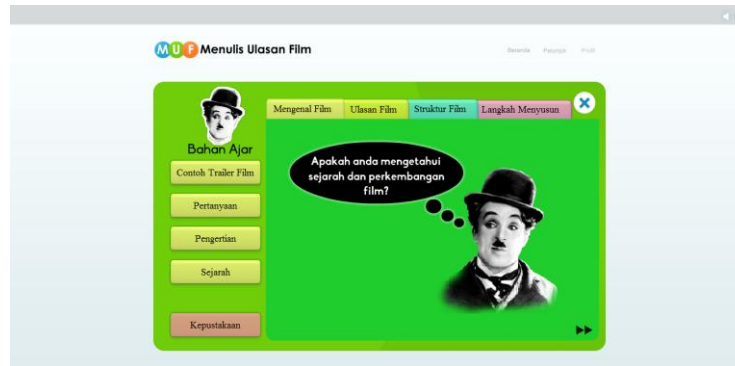 MUF Menulis Ulasan Film
Beranda
Mengenal Film
Ulasan Film
Struktur Film
Langkah Menyusun
Bahan Ajar
Contoh Trailer Film
Pertanyaan
Pengertian
Sejarah
Kepustakaan
Apakah anda mengetahui
sejarah dan perkembangan
film?